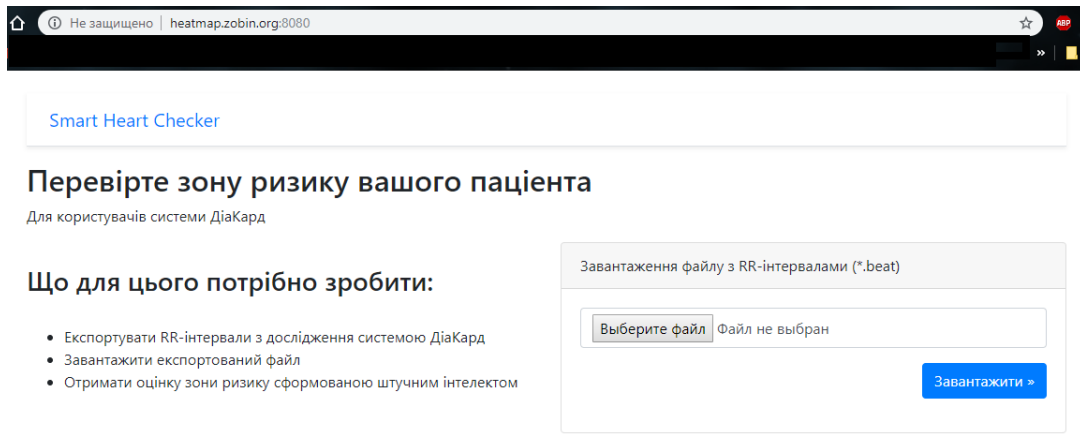 Не защищено | heatmap.zobin.org:8080
ABP
»
Smart Heart Checker
Перевірте зону ризику вашого паціента
Для користувачів системи ДіаКард
Що для цього потрібно зробити:
• Експортувати RR-інтервали з дослідження системою ДіаКард
• Завантажити експортований файл
• Отримати оцінку зони ризику сформованою штучним інтелектом
Завантаження файлу з RR-інтервалами (*.beat)
Выберите файл Файл не выбран
Завантажити »